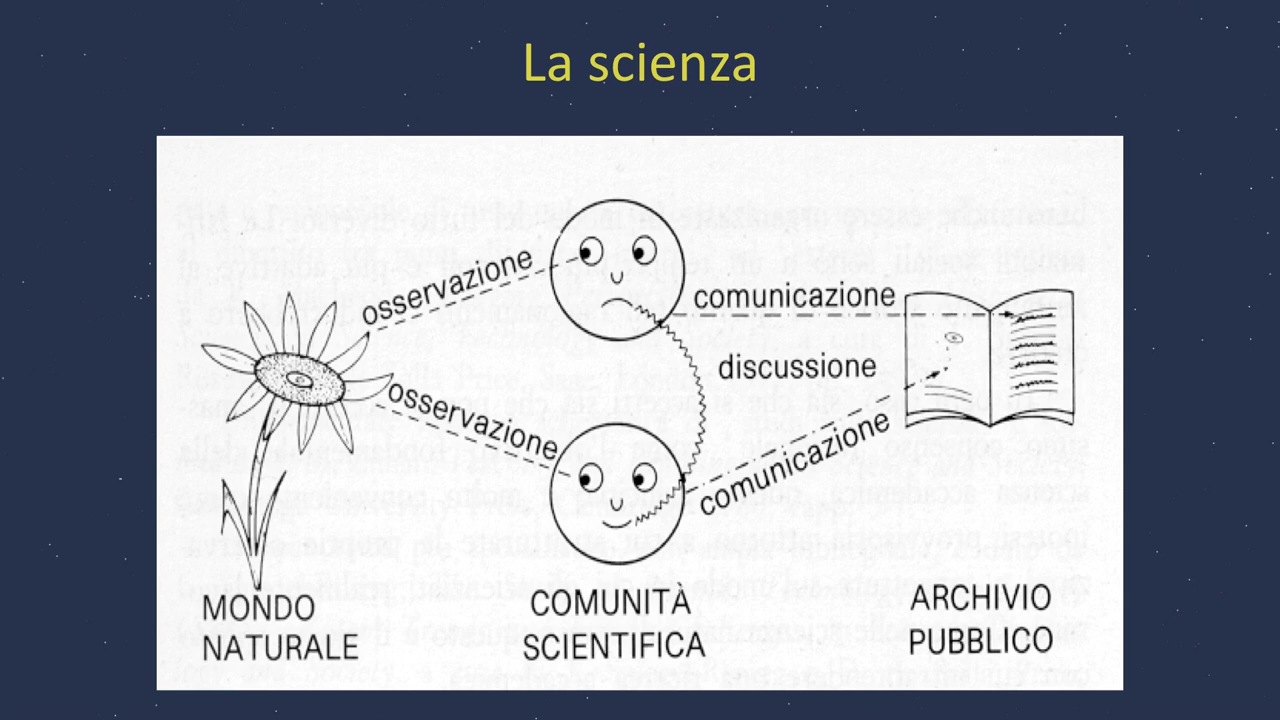 La scienza
osservazione
osservazione
comunicazione
discussione
comunicazione
MONDO
NATURALE
COMUNITÀ
SCIENTIFICA
ARCHIVIO
PUBBLICO